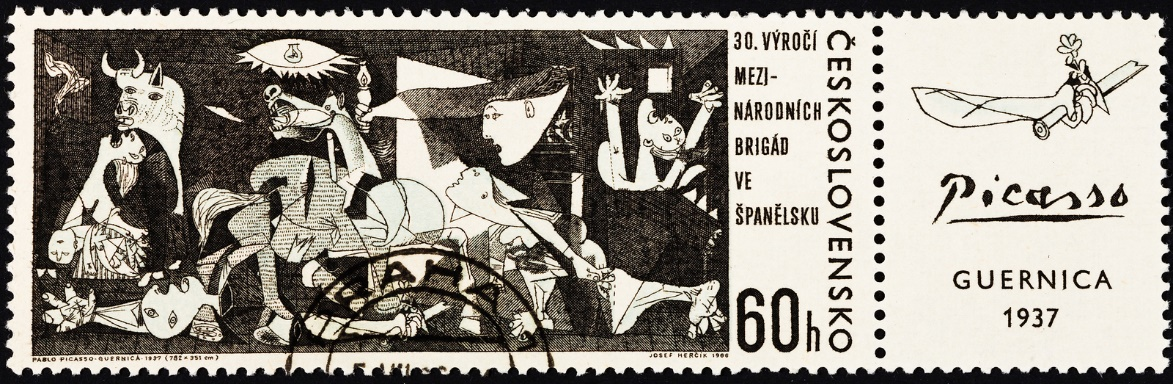 30. VÝROČÍ
MEZI-
NÁRODNÍCH
BRIGÁD
VE
ŠPANĚLSKU
60h
ČESKOSLOVENSKO
PABLO PICASSO-GUERNICA-1937 (782×351 cm)
JOSEF HERČÍK 1966
PRAHA
Picasso
GUERNICA
1937